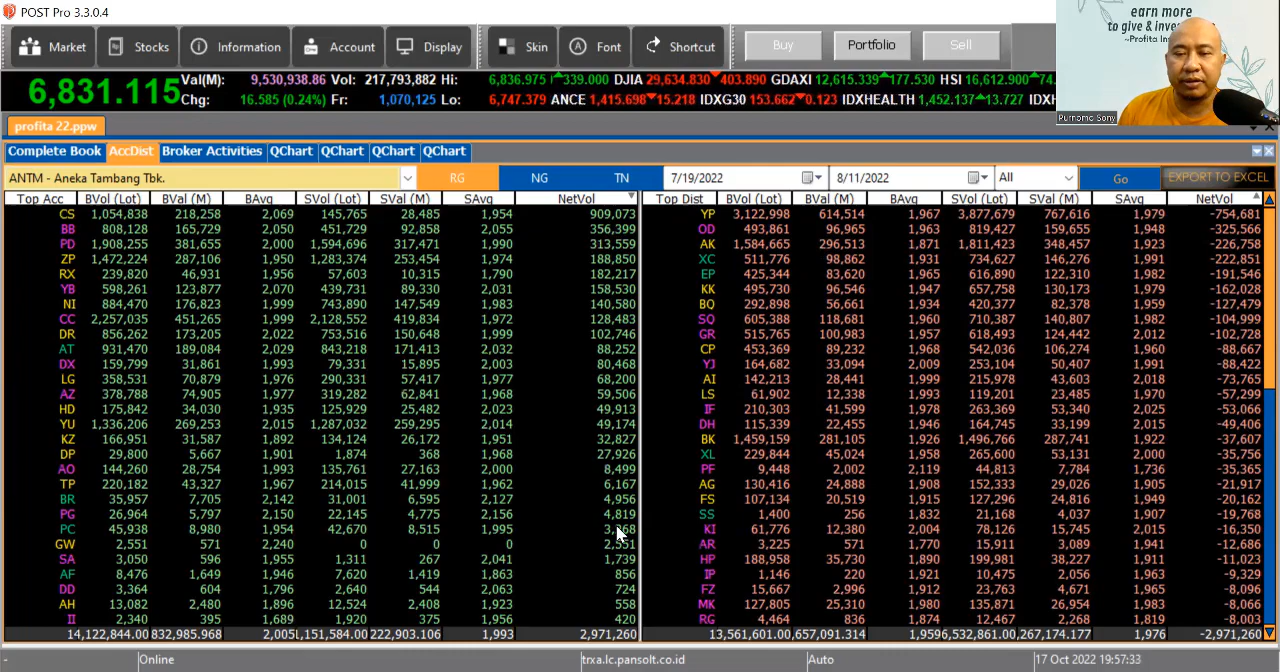 POST Pro 3.3.0.4
Market Stocks Information Account Display Skin Font Shortcut Buy Portfolio Sell
earn more
to give & inve
~Profita In
Purnomo Sony
6,831.115 Val(M): 9,530,938.86 Vol: 217,793,882 Hi: 6,836.975 339.000 DJIA 29,634.830 403.890 GDAXI 12,615.339 177.530 HSI 16,612.900 74.
Chg: 16.585 (0.24%) Fr: 1,070,125 Lo: 6,747.379 ANCE 1,415.698 15.218 IDXG30 153.662 0.123 IDXHEALTH 1,452.137 13.727 IDXH
profita 22.ppw
Complete Book AccDist Broker Activities QChart QChart QChart QChart
ANTM - Aneka Tambang Tbk. RG NG TN 7/19/2022 8/11/2022 All Go EXPORT TO EXCEL
Top Acc BVal (Lot) BVal (M) BAvg SVol (Lot) SVal (M) SAvg NetVol Top Dist BVol (Lot) BVal (M) BAvg SVol (Lot) SVal (M) SAvg NetVol
CS 1,054,838 218,258 2,069 145,765 28,485 1,954 909,073 YP 3,122,998 614,514 1,967 3,877,679 767,616 1,979 -754,681
BB 808,128 165,729 2,050 451,729 92,858 2,055 356,399 OD 493,861 96,965 1,963 819,427 159,655 1,948 -325,566
PD 1,908,255 381,655 2,000 1,594,696 317,471 1,990 313,559 AK 1,584,665 296,513 1,871 1,811,423 348,457 1,923 -226,758
ZP 1,472,224 287,106 1,950 1,283,374 253,454 1,974 188,850 XC 511,776 98,862 1,931 734,627 146,276 1,991 -222,851
RX 239,820 46,931 1,956 57,603 10,315 1,790 182,217 EP 425,344 83,620 1,965 616,890 122,310 1,982 -191,546
YB 598,261 123,877 2,070 439,731 89,330 2,031 158,530 KK 495,730 96,546 1,947 657,758 130,173 1,979 -162,028
NI 884,470 176,823 1,999 743,890 147,549 1,983 140,580 BQ 292,898 56,661 1,934 420,377 82,378 1,959 -127,479
CC 2,257,035 451,265 1,999 2,128,552 419,834 1,972 128,483 SQ 605,388 118,681 1,960 710,387 140,807 1,982 -104,999
DR 856,262 173,205 2,022 753,516 150,648 1,999 102,746 GR 515,765 100,983 1,957 618,493 124,442 2,012 -102,728
AT 931,470 189,084 2,029 843,218 171,413 2,032 88,252 CP 453,369 89,232 1,968 542,036 106,274 1,960 -88,667
DX 159,799 31,861 1,993 79,331 15,895 2,003 80,468 YJ 164,682 33,094 2,009 253,104 50,407 1,991 -88,422
LG 358,531 70,879 1,976 290,331 57,417 1,977 68,200 AI 142,213 28,441 1,999 215,978 43,603 2,018 -73,765
AZ 378,788 74,905 1,977 319,282 62,841 1,968 59,506 LS 61,902 12,338 1,993 119,201 23,485 1,970 -57,299
HD 175,842 34,030 1,935 125,929 25,482 2,023 49,913 IF 210,303 41,599 1,978 263,369 53,340 2,025 -53,066
YU 1,336,206 269,253 2,015 1,287,032 259,295 2,014 49,174 DH 115,339 22,455 1,946 164,745 33,199 2,015 -49,406
KZ 166,951 31,587 1,892 134,124 26,172 1,951 32,827 BK 1,459,159 281,105 1,926 1,496,766 287,741 1,922 -37,607
DP 29,800 5,667 1,901 1,874 368 1,968 27,926 XL 229,844 45,024 1,958 265,600 53,131 2,000 -35,756
AO 144,260 28,754 1,993 135,761 27,163 2,000 8,499 PF 9,448 2,002 2,119 44,813 7,784 1,736 -35,365
TP 220,182 43,327 1,967 214,015 41,999 1,962 6,167 AG 130,416 24,888 1,908 152,333 29,026 1,905 -21,917
BR 35,957 7,705 2,142 31,001 6,595 2,127 4,956 FS 107,134 20,519 1,915 127,296 24,816 1,949 -20,162
PG 26,964 5,797 2,150 22,145 4,775 2,156 4,819 SS 1,400 256 1,832 21,168 4,037 1,907 -19,768
PC 45,938 8,980 1,954 42,670 8,515 1,995 KI 61,776 12,380 2,004 78,126 15,745 2,015 -16,350
GW 2,551 571 2,240 0 0 0 2,551 AR 3,225 571 1,770 15,911 3,089 1,941 -12,686
SA 3,050 596 1,955 1,311 267 2,041 1,739 HP 188,958 35,730 1,890 199,981 38,227 1,911 -11,023
AF 8,476 1,649 1,946 7,620 1,419 1,863 856 IP 1,146 220 1,921 10,475 2,056 1,963 -9,329
DD 3,364 604 1,796 2,640 544 2,063 724 FZ 15,667 2,996 1,912 23,763 4,671 1,965 -8,096
AH 13,082 2,480 1,896 12,524 2,408 1,923 558 MK 127,805 25,310 1,980 135,871 26,954 1,983 -8,066
II 2,340 395 1,689 1,920 375 1,956 420 RG 4,464 836 1,874 12,467 2,268 1,819 -8,003
14,122,844.00 832,985.968 2,005 ,151,584.00 222,903.106 1,993 2,971,260 13,561,601.00 ,657,091.314 1,959 6,532,861.00 ,267,174.177 1,976 -2,971,260
- Online trxa.lc.pansolt.co.id Auto 17 Oct 2022 19:57:33